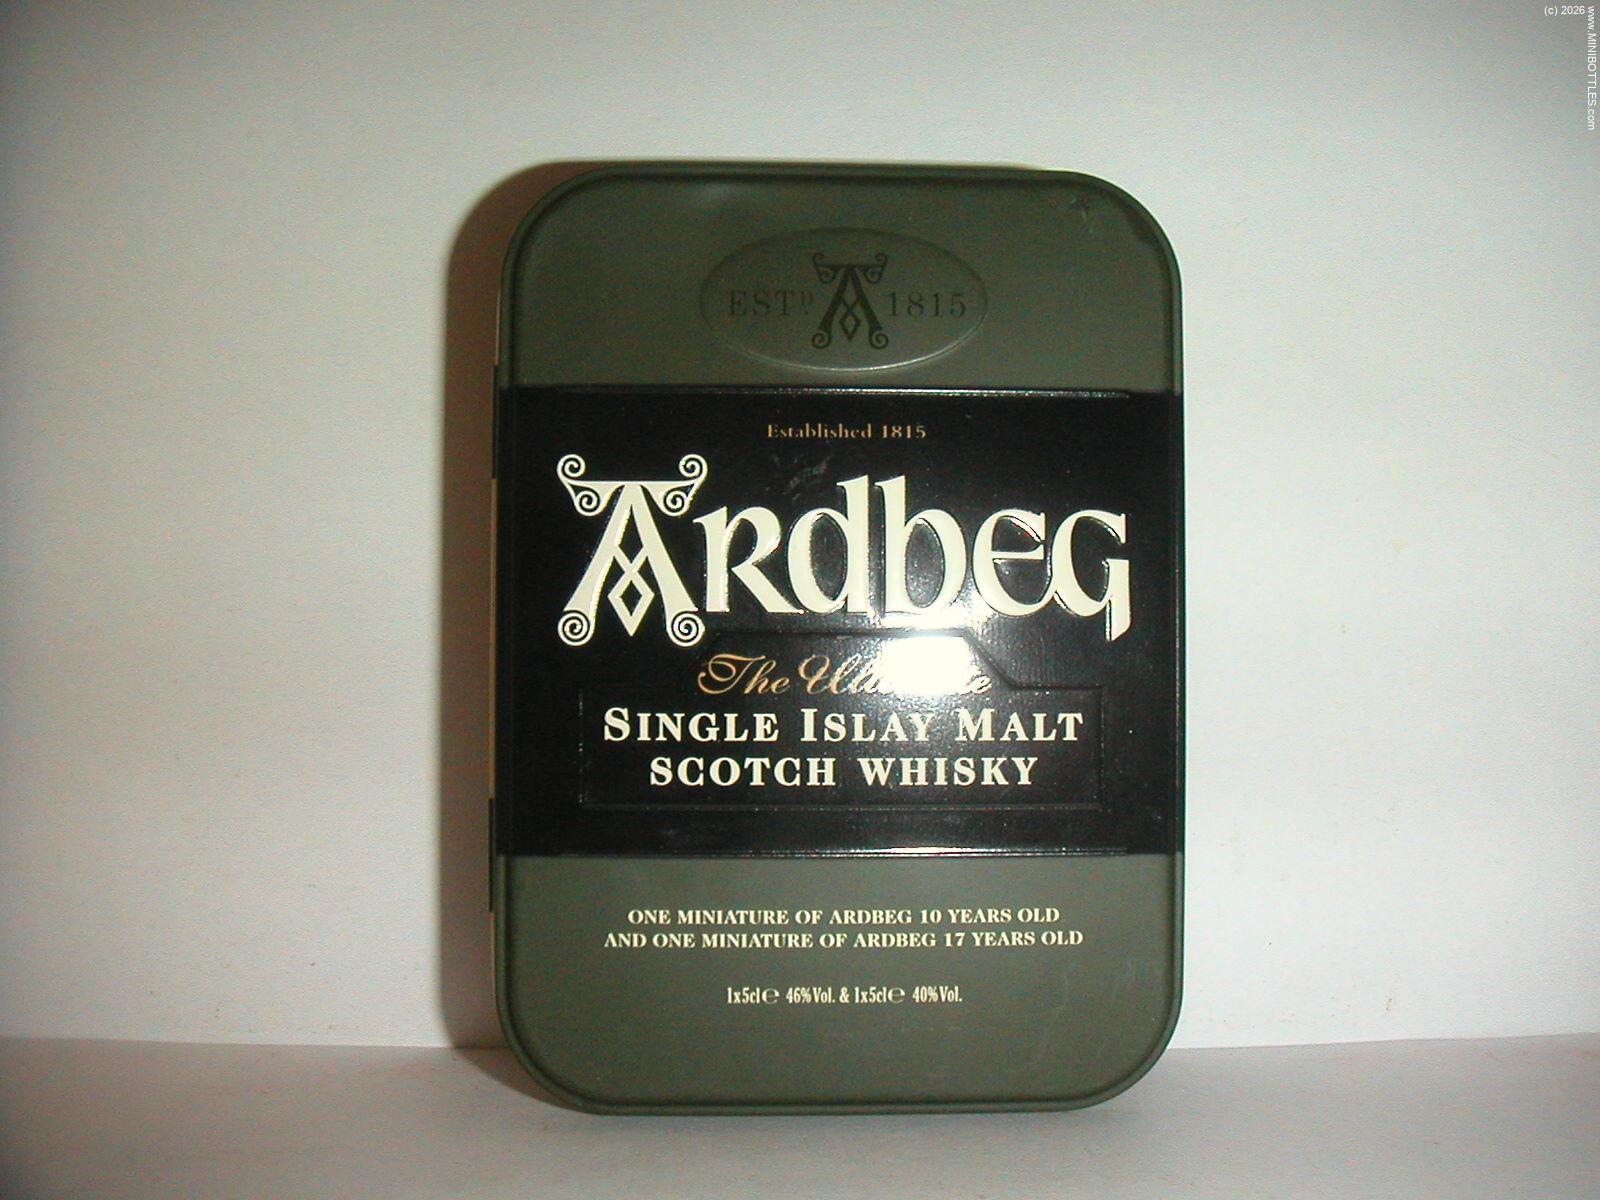 (c) 2026 www.MINIBOTTLES.com
ESTD 1815
Established 1815
Ardbeg
The
SINGLE ISLAY MALT
SCOTCH WHISKY
ONE MINIATURE OF ARDBEG 10 YEARS OLD
AND ONE MINIATURE OF ARDBEG 17 YEARS OLD
1x5cl℮ 46%Vol. & 1x5cl℮ 40%Vol.